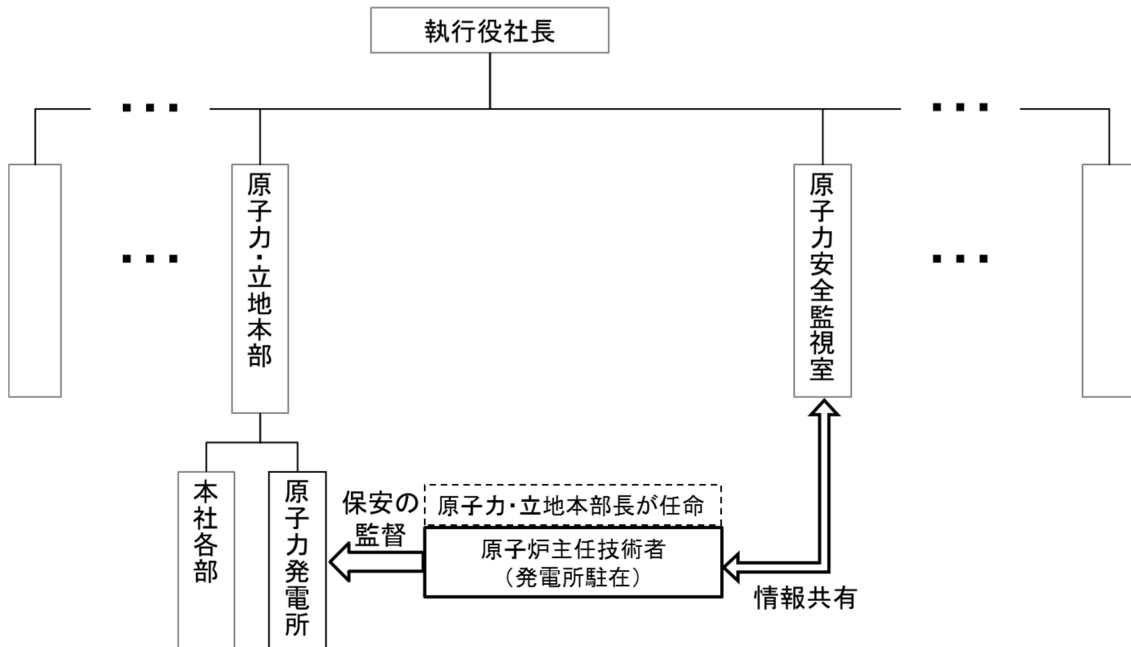 執行役社長
・・・
・・・
原子力・立地本部
・・・
原子力安全監視室
・・・
本社各部
原子力発電所
保安の
監督
原子力・立地本部長が任命
原子炉主任技術者
（発電所駐在）
情報共有